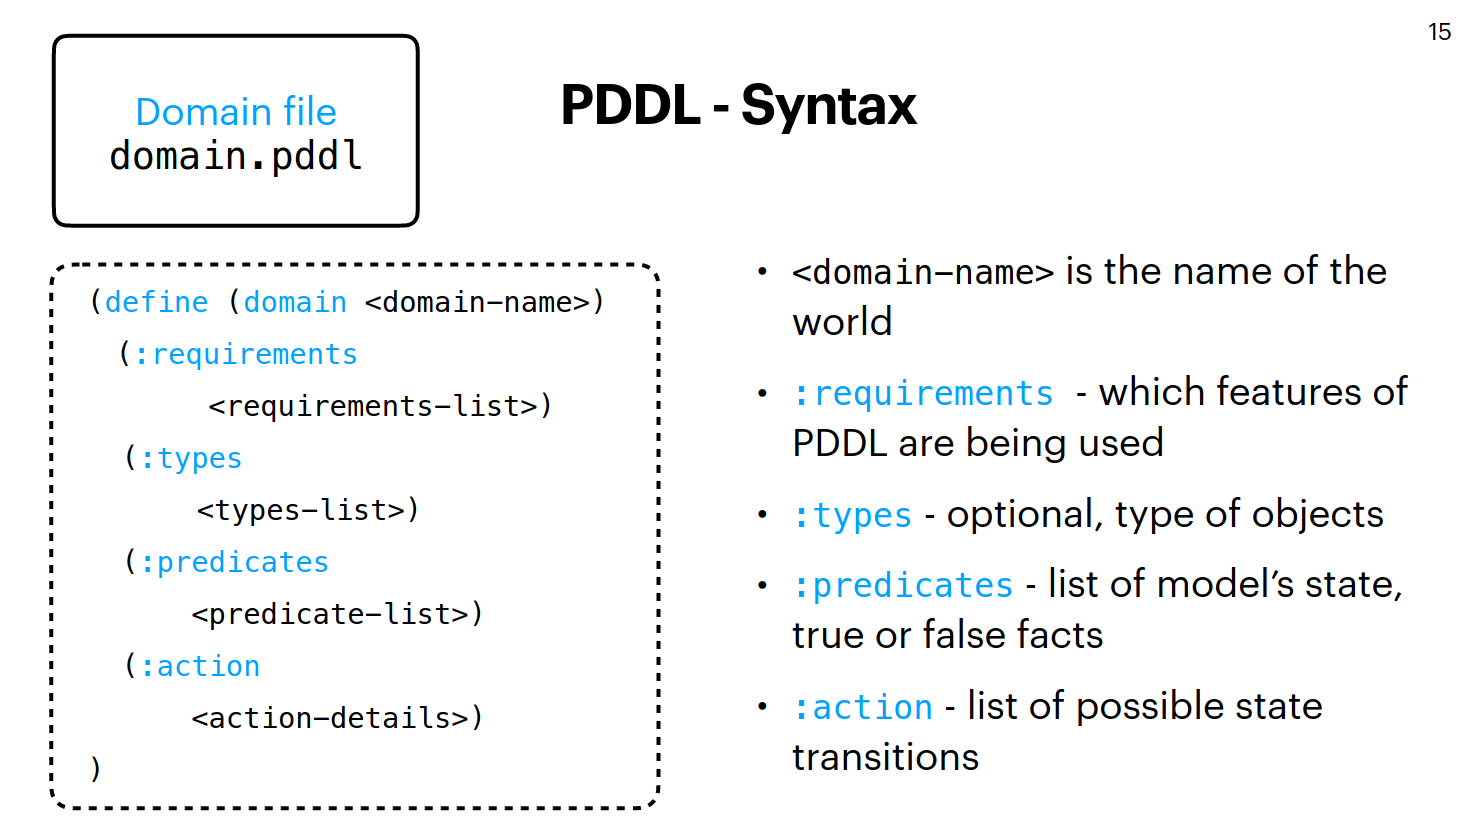 15
Domain file
domain.pddl
PDDL - Syntax
(define (domain <domain-name>)
(:requirements
<requirements-list>)
(:types
<types-list>)
(:predicates
<predicate-list>)
(:action
<action-details>)
)
• <domain-name> is the name of the
world
• :requirements - which features of
PDDL are being used
• :types - optional, type of objects
• :predicates - list of model’s state,
true or false facts
• :action - list of possible state
transitions